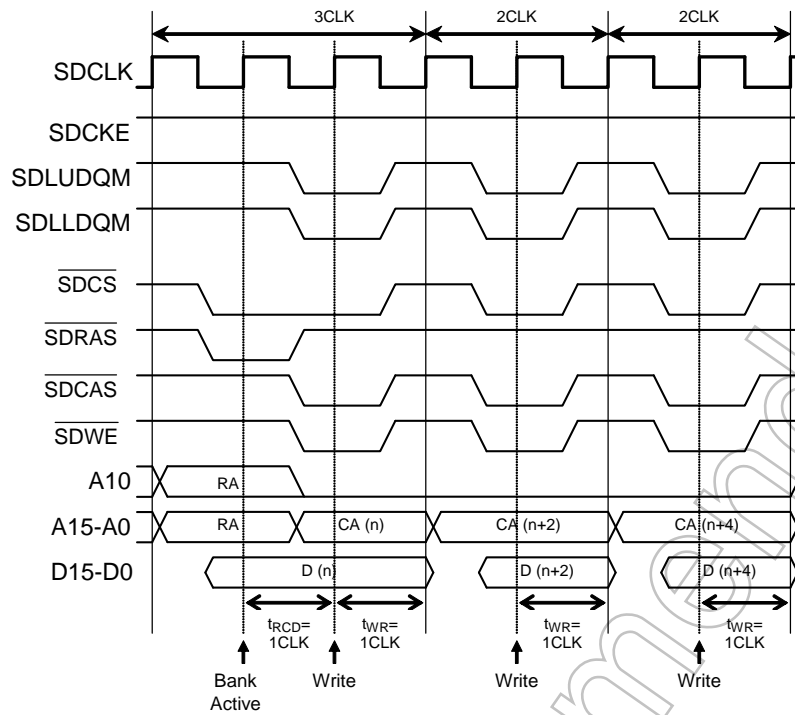 3CLK 2CLK 2CLK
SDCLK
SDCKE
SDLUDQM
SDLLDQM
SDCS
SDRAS
SDCAS
SDWE
A10 RA
A15-A0 RA CA (n) CA (n+2) CA (n+4)
D15-D0 D (n) D (n+2) D (n+4)
tRCD= tWR= tWR= tWR=
1CLK 1CLK 1CLK 1CLK
Bank Write Write Write
Active